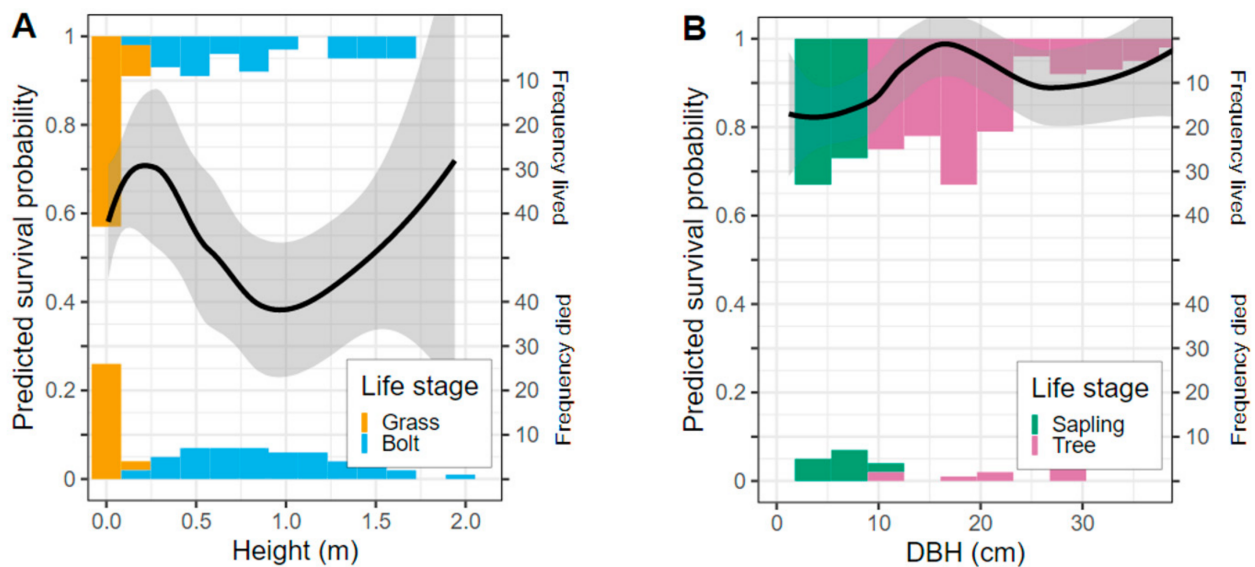 A
Predicted survival probability
1
0.8
0.6
0.4
0.2
0
0.0
0.5
1.0
1.5
2.0
Height (m)
10
20
30
40
40
30
20
10
Frequency lived
Frequency died
Life stage
Grass
Bolt
B
Predicted survival probability
1
0.8
0.6
0.4
0.2
0
0
10
20
30
DBH (cm)
10
20
30
40
40
30
20
10
Frequency lived
Frequency died
Life stage
Sapling
Tree